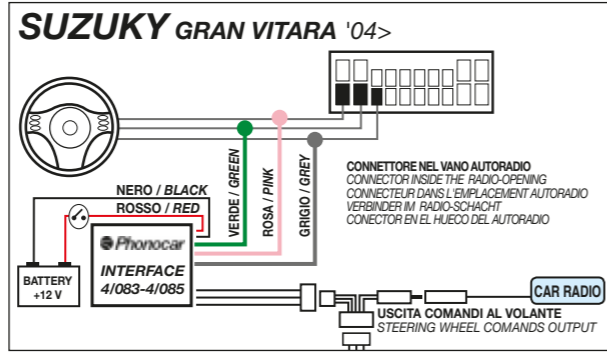 SUZUKY GRAN VITARA '04>
CONNETTORE NEL VANO AUTORADIO
CONNECTOR INSIDE THE RADIO-OPENING
CONNECTEUR DANS L'EMPLACEMENT AUTORADIO
VERBINDER IM RADIO-SCHACHT
CONECTOR EN EL HUECO DEL AUTORADIO
NERO / BLACK
ROSSO / RED
VERDE / GREEN
ROSA / PINK
GRIGIO / GREY
Phonocar
INTERFACE
4/083-4/085
BATTERY
+12 V
CAR RADIO
USCITA COMANDI AL VOLANTE
STEERING WHEEL COMANDS OUTPUT